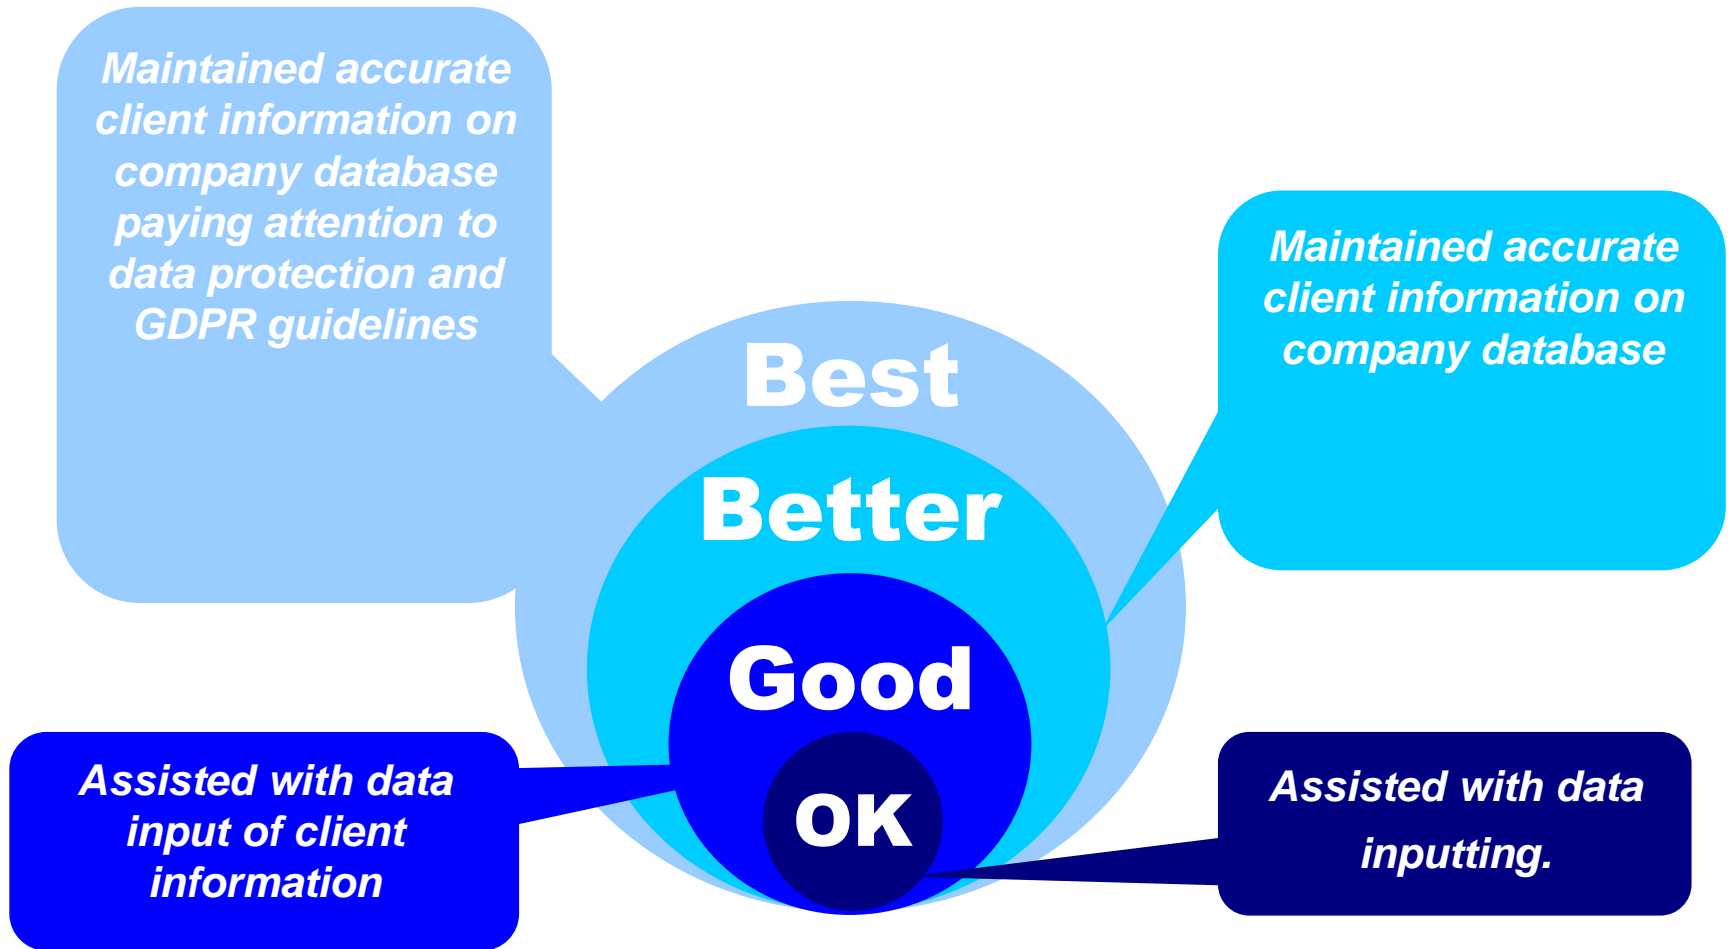 Maintained accurate
client information on
company database
paying attention to
data protection and
GDPR guidelines
Maintained accurate
client information on
company database
Best
Better
Good
OK
Assisted with data
input of client
information
Assisted with data
inputting.